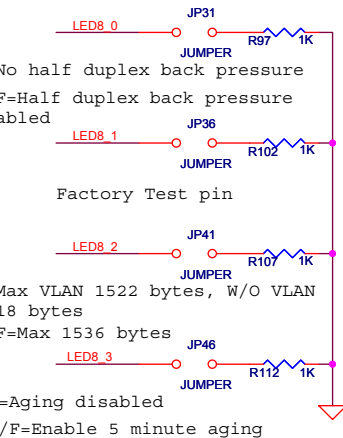 JP31
LED8_0
R97 1K
JUMPER
No half duplex back pressure
F=Half duplex back pressure
abled
JP36
LED8_1
R102 1K
JUMPER
Factory Test pin
JP41
LED8_2
R107 1K
JUMPER
Max VLAN 1522 bytes, W/O VLAN
18 bytes
F=Max 1536 bytes
JP46
LED8_3
R112 1K
JUMPER
=Aging disabled
/F=Enable 5 minute aging